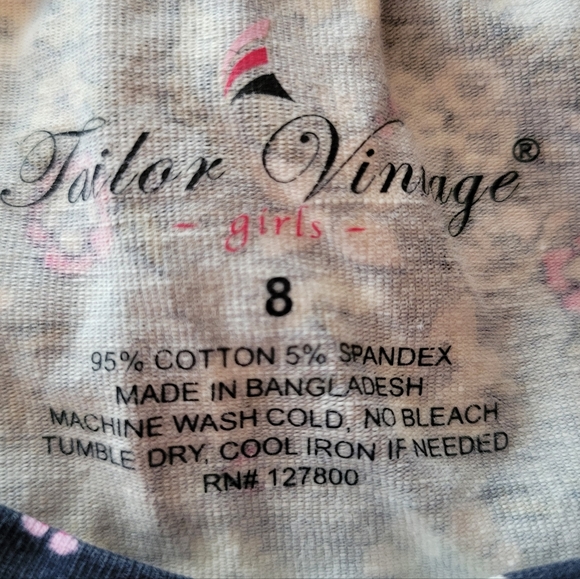 Tailor Vintage®
- girls -
8
95% COTTON 5% SPANDEX
MADE IN BANGLADESH
MACHINE WASH COLD, NO BLEACH
TUMBLE DRY, COOL IRON IF NEEDED
RN# 127800